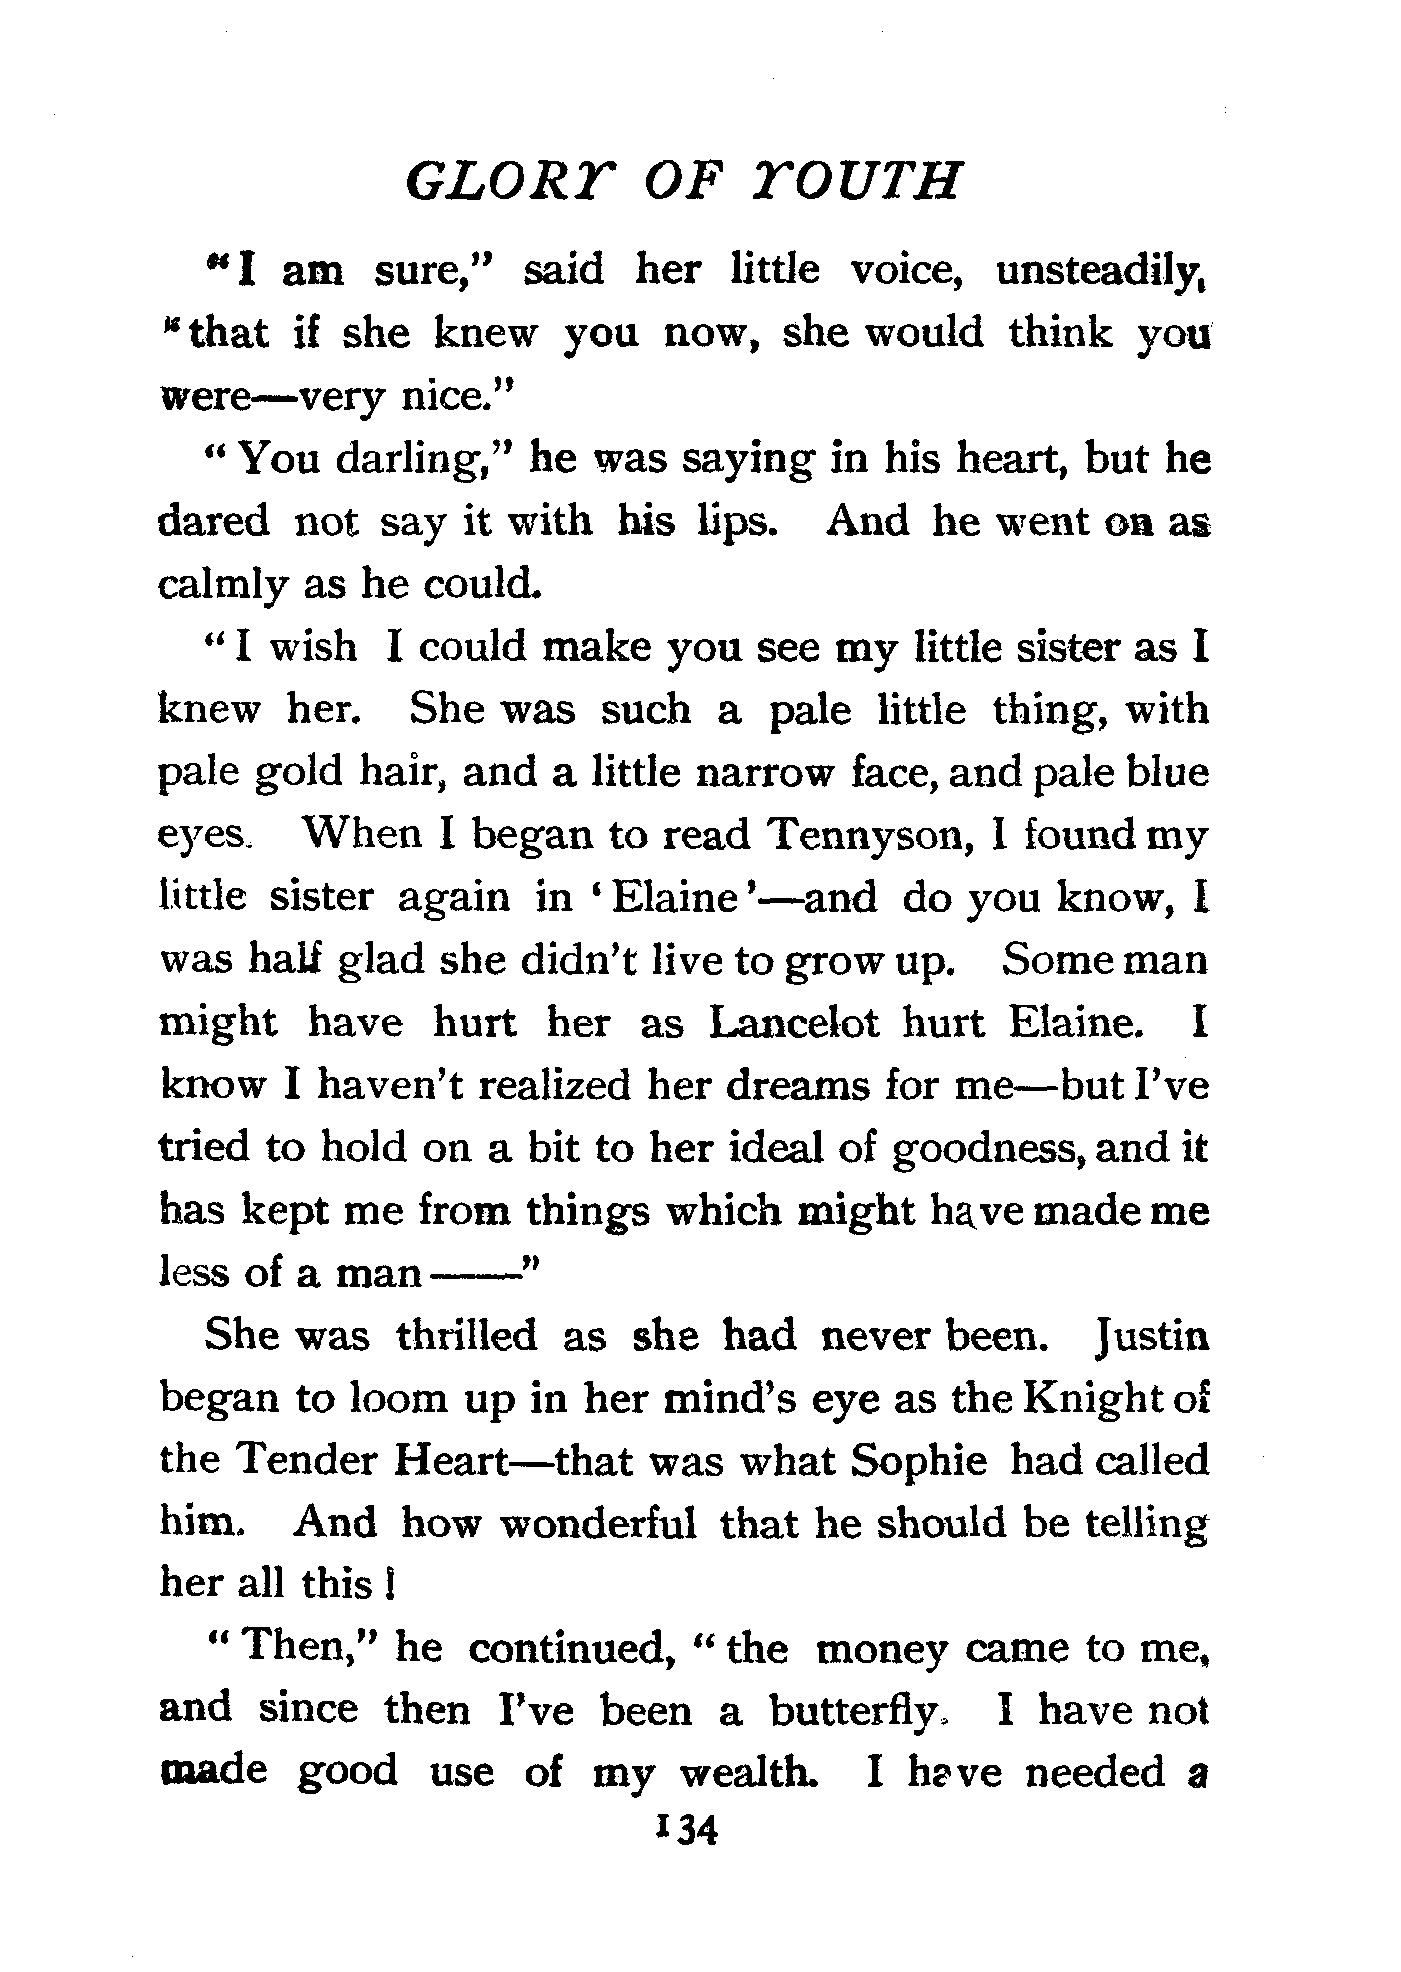 GLORY OF YOUTH
"I am sure," said her little voice, unsteadily,
"that if she knew you now, she would think you
were—very nice."
"You darling," he was saying in his heart, but he
dared not say it with his lips. And he went on as
calmly as he could.
"I wish I could make you see my little sister as I
knew her. She was such a pale little thing, with
pale gold hair, and a little narrow face, and pale blue
eyes. When I began to read Tennyson, I found my
little sister again in 'Elaine'—and do you know, I
was half glad she didn't live to grow up. Some man
might have hurt her as Lancelot hurt Elaine. I
know I haven't realized her dreams for me—but I've
tried to hold on a bit to her ideal of goodness, and it
has kept me from things which might have made me
less of a man——"
She was thrilled as she had never been. Justin
began to loom up in her mind's eye as the Knight of
the Tender Heart—that was what Sophie had called
him. And how wonderful that he should be telling
her all this!
"Then," he continued, "the money came to me,
and since then I've been a butterfly. I have not
made good use of my wealth. I have needed a
134